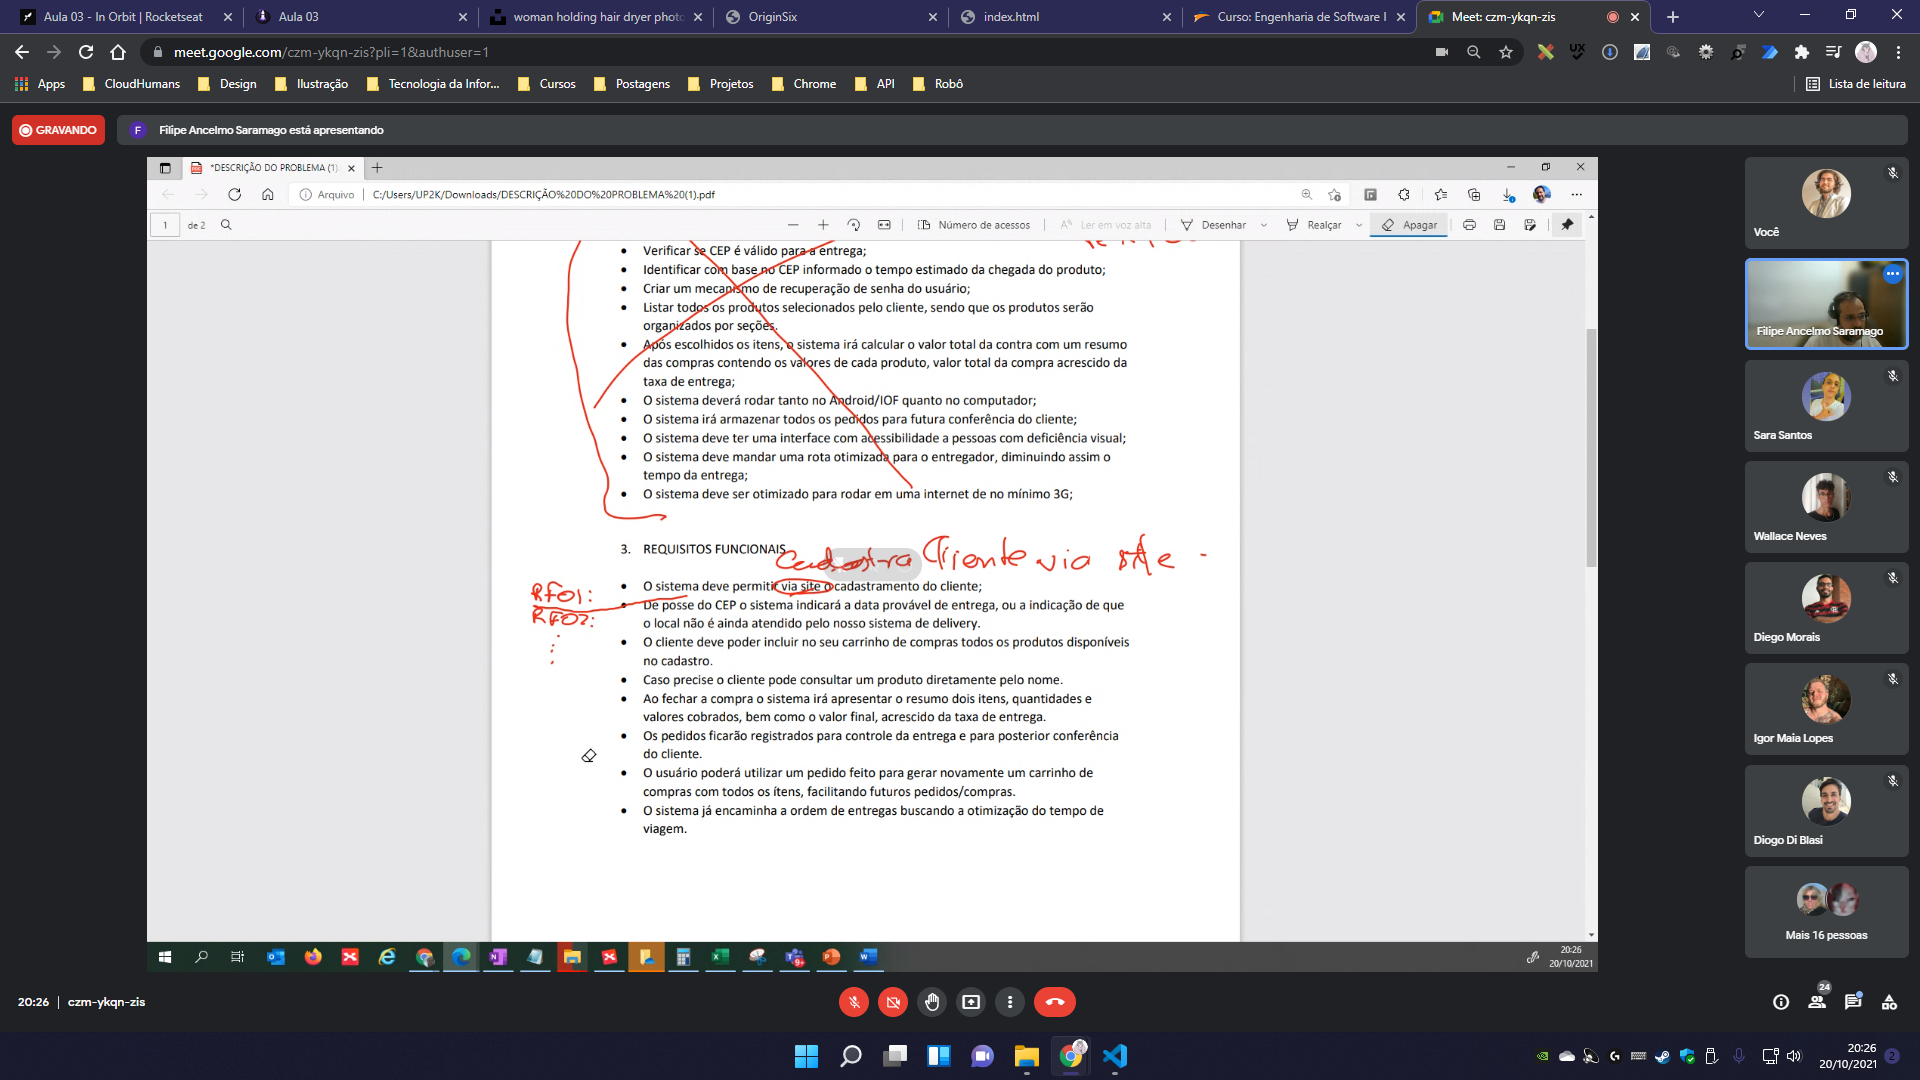 Aula 03 - In Orbit | Rocketseat
Aula 03
woman holding hair dryer photo
OriginSix
index.html
Curso: Engenharia de Software I
Meet: czm-ykqn-zis
meet.google.com/czm-ykqn-zis?pli=1&authuser=1
Apps
CloudHumans
Design
Ilustração
Tecnologia da Infor...
Cursos
Postagens
Projetos
Chrome
API
Robô
Lista de leitura
GRAVANDO
F
Filipe Ancelmo Saramago está apresentando
*DESCRIÇÃO DO PROBLEMA (1)
Arquivo
C:/Users/UP2K/Downloads/DESCRIÇÃO%20DO%20PROBLEMA%20(1).pdf
1
de 2
Número de acessos
Ler em voz alta
Desenhar
Realçar
Apagar
• Verificar se CEP é válido para a entrega;
• Identificar com base no CEP informado o tempo estimado da chegada do produto;
• Criar um mecanismo de recuperação de senha do usuário;
• Listar todos os produtos selecionados pelo cliente, sendo que os produtos serão
organizados por seções.
• Após escolhidos os itens, o sistema irá calcular o valor total da contra com um resumo
das compras contendo os valores de cada produto, valor total da compra acrescido da
taxa de entrega;
• O sistema deverá rodar tanto no Android/IOF quanto no computador;
• O sistema irá armazenar todos os pedidos para futura conferência do cliente;
• O sistema deve ter uma interface com acessibilidade a pessoas com deficiência visual;
• O sistema deve mandar uma rota otimizada para o entregador, diminuindo assim o
tempo da entrega;
• O sistema deve ser otimizado para rodar em uma internet de no mínimo 3G;
3. REQUISITOS FUNCIONAIS
Cadastra Cliente via site
RF01:
• O sistema deve permitir via site o cadastramento do cliente;
RF02:
• De posse do CEP o sistema indicará a data provável de entrega, ou a indicação de que
o local não é ainda atendido pelo nosso sistema de delivery.
• O cliente deve poder incluir no seu carrinho de compras todos os produtos disponíveis
no cadastro.
• Caso precise o cliente pode consultar um produto diretamente pelo nome.
• Ao fechar a compra o sistema irá apresentar o resumo dois itens, quantidades e
valores cobrados, bem como o valor final, acrescido da taxa de entrega.
• Os pedidos ficarão registrados para controle da entrega e para posterior conferência
do cliente.
• O usuário poderá utilizar um pedido feito para gerar novamente um carrinho de
compras com todos os ítens, facilitando futuros pedidos/compras.
• O sistema já encaminha a ordem de entregas buscando a otimização do tempo de
viagem.
20:26
20/10/2021
Você
Filipe Ancelmo Saramago
Sara Santos
Wallace Neves
Diego Morais
Igor Maia Lopes
Diogo Di Blasi
Mais 16 pessoas
20:26 | czm-ykqn-zis
24
20:26
20/10/2021
2